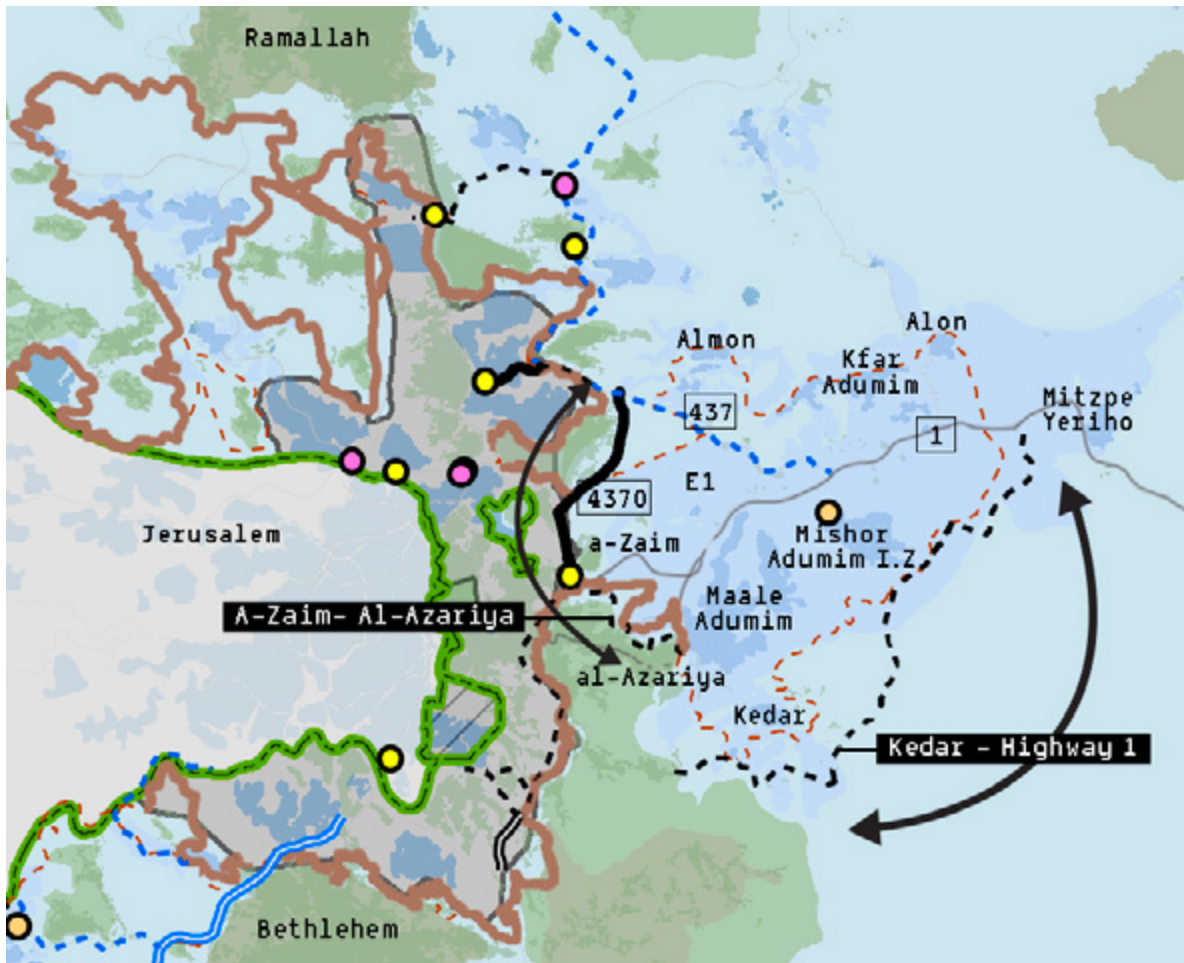 Ramallah
Almon
Alon
Kfar
Adumim
Mitzpe
Yeriho
437
1
E1
4370
Jerusalem
a-Zaim
Mishor
Adumim I.Z
Maale
Adumim
A-Zaim- Al-Azariya
al-Azariya
Kedar
Kedar - Highway 1
Bethlehem